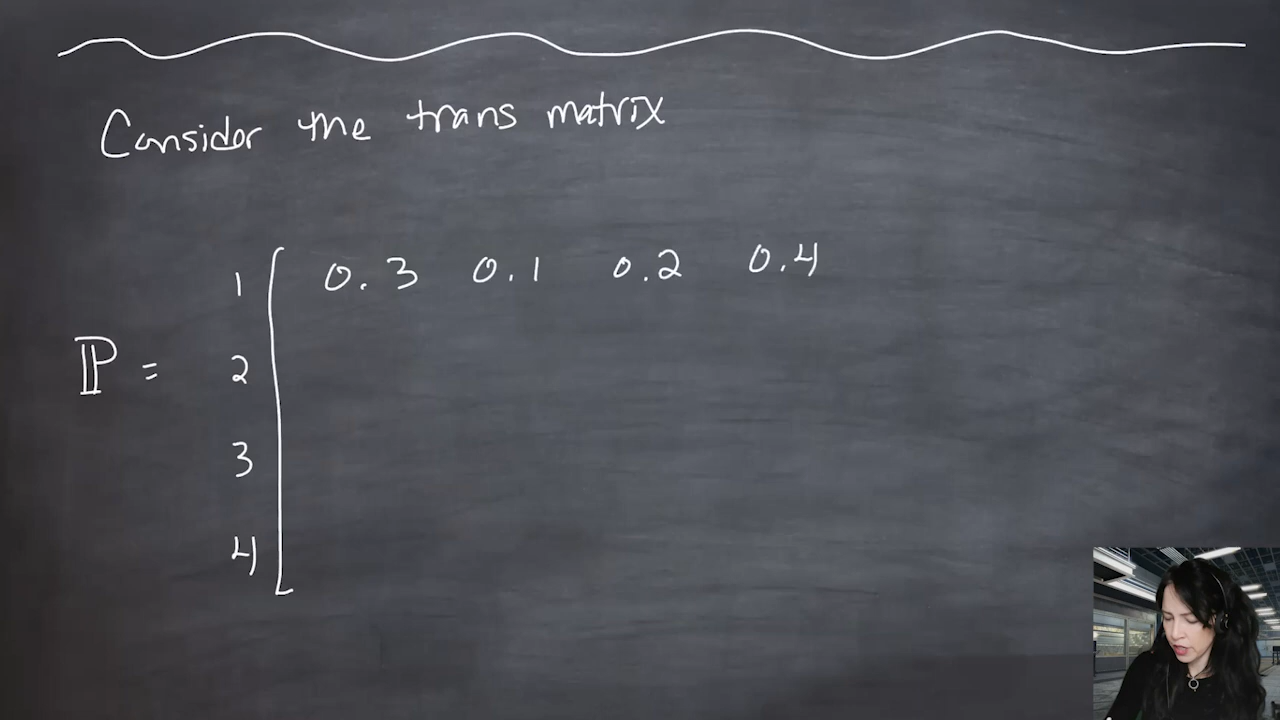 Consider the trans matrix
1 0.3 0.1 0.2 0.4
ℙ = 2
3
4